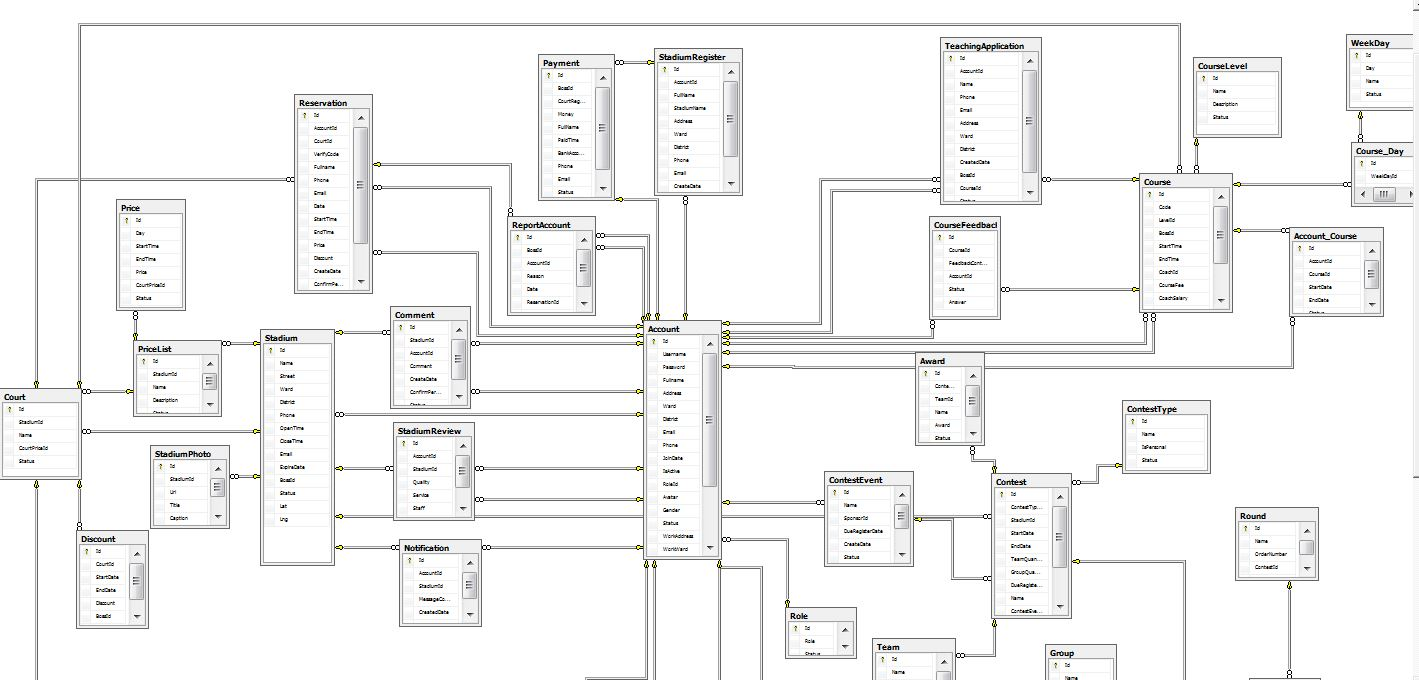 Reservation
Id
AccountId
CourtId
VerifyCode
Fullname
Phone
Email
Date
StartTime
EndTime
Price
Discount
CreateDate
ConfirmPe...
Payment
Id
BossId
CourtReg...
Money
FullName
PaidTime
BankAcco...
Phone
Email
Status
StadiumRegister
Id
AccountId
FullName
StadiumName
Address
Ward
District
Phone
Email
CreateDate
TeachingApplication
Id
AccountId
Name
Phone
Email
Address
Ward
District
CreatedDate
BossId
CourseId
Status
CourseLevel
Id
Name
Description
Status
WeekDay
Id
Day
Name
Status
Course_Day
Id
WeekDayId
Course
Id
Code
LevelId
BossId
StartTime
EndTime
CoachId
CourseFee
CoachSalary
Account_Course
Id
AccountId
CourseId
StartDate
EndDate
Status
CourseFeedbacl
Id
CourseId
FeedbackCont...
AccountId
Status
Answer
ReportAccount
Id
BossId
AccountId
Reason
Date
ReservationId
Price
Id
Day
StartTime
EndTime
Price
CourtPriceId
Status
PriceList
Id
StadiumId
Name
Description
Status
Stadium
Id
Name
Street
Ward
District
Phone
OpenTime
CloseTime
Email
ExpireDate
BossId
Status
Lat
Lng
Comment
Id
StadiumId
AccountId
Comment
CreateDate
ConfirmPer...
Status
Account
Id
Username
Password
Fullname
Address
Ward
District
Email
Phone
JoinDate
IsActive
RoleId
Avatar
Gender
Status
WorkAddress
WorkWard
Court
Id
StadiumId
Name
CourtPriceId
Status
StadiumPhoto
Id
StadiumId
Url
Title
Caption
StadiumReview
Id
AccountId
StadiumId
Quality
Service
Staff
Discount
Id
CourtId
StartDate
EndDate
Discount
BossId
Notification
Id
AccountId
StadiumId
MessageCo...
CreatedDate
Award
Id
Conte...
TeamId
Name
Award
Status
ContestType
Id
Name
IsPersonal
Status
ContestEvent
Id
Name
SponsorId
DueRegisterDate
CreateDate
Status
Contest
Id
ContestTyp...
StadiumId
StartDate
EndDate
TeamQuan...
GroupQua...
DueRegiste...
Name
ContestEve...
Round
Id
Name
OrderNumber
ContestId
Role
Id
Role
Status
Team
Id
Name
Group
Id
Name